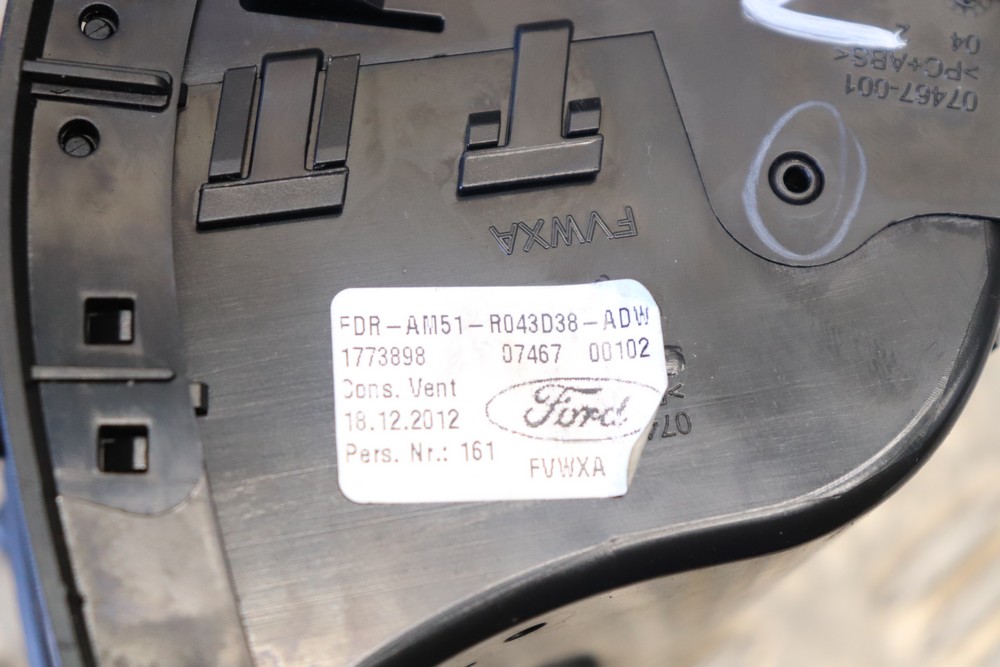 07467-001
>PC+ABS<
04
2
FVWXA
FDR-AM51-R043D38-ADW
1773898 07467 00102
Cons. Vent
18.12.2012
Ford
Pers. Nr.: 161
FVWXA